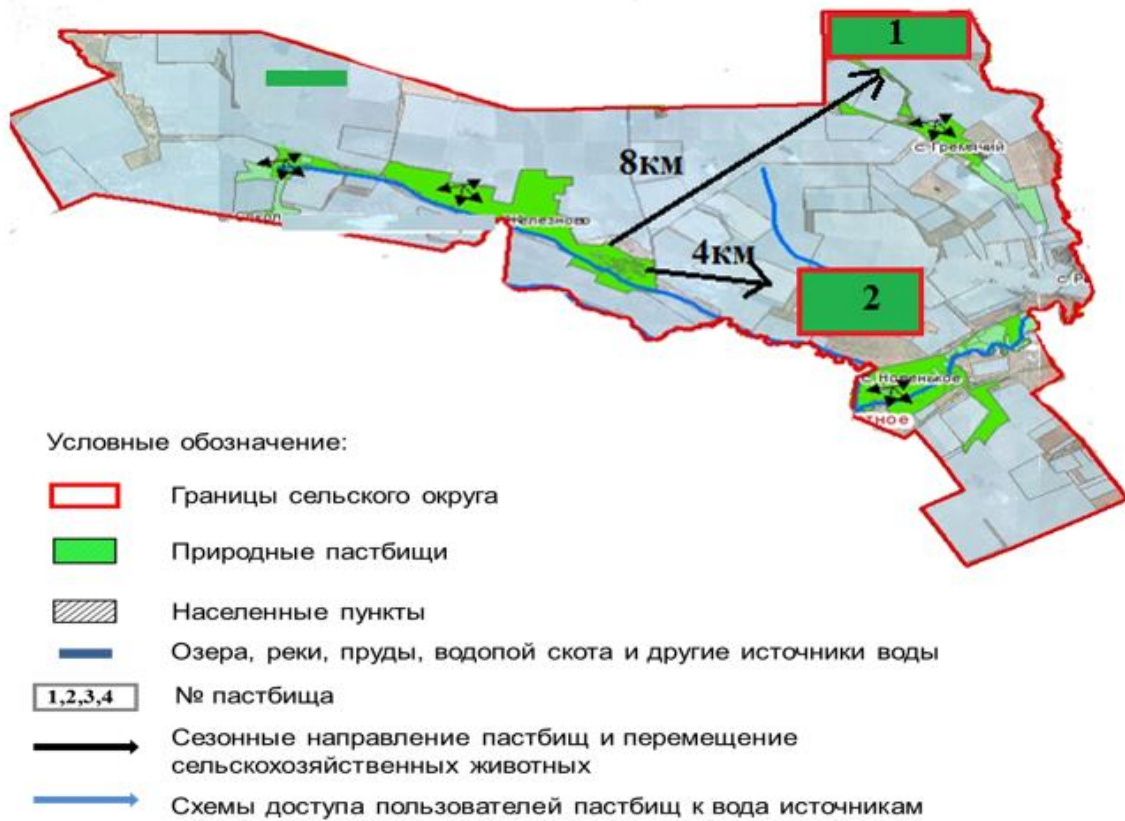 1
с. Гремячий
8км
Железново
4км
2
с. Новенькое
Условные обозначение:
Границы сельского округа
Природные пастбищи
Населенные пункты
Озера, реки, пруды, водопой скота и другие источники воды
1,2,3,4
№ пастбища
Сезонные направление пастбищ и перемещение
сельскохозяйственных животных
Схемы доступа пользователей пастбищ к вода источникам